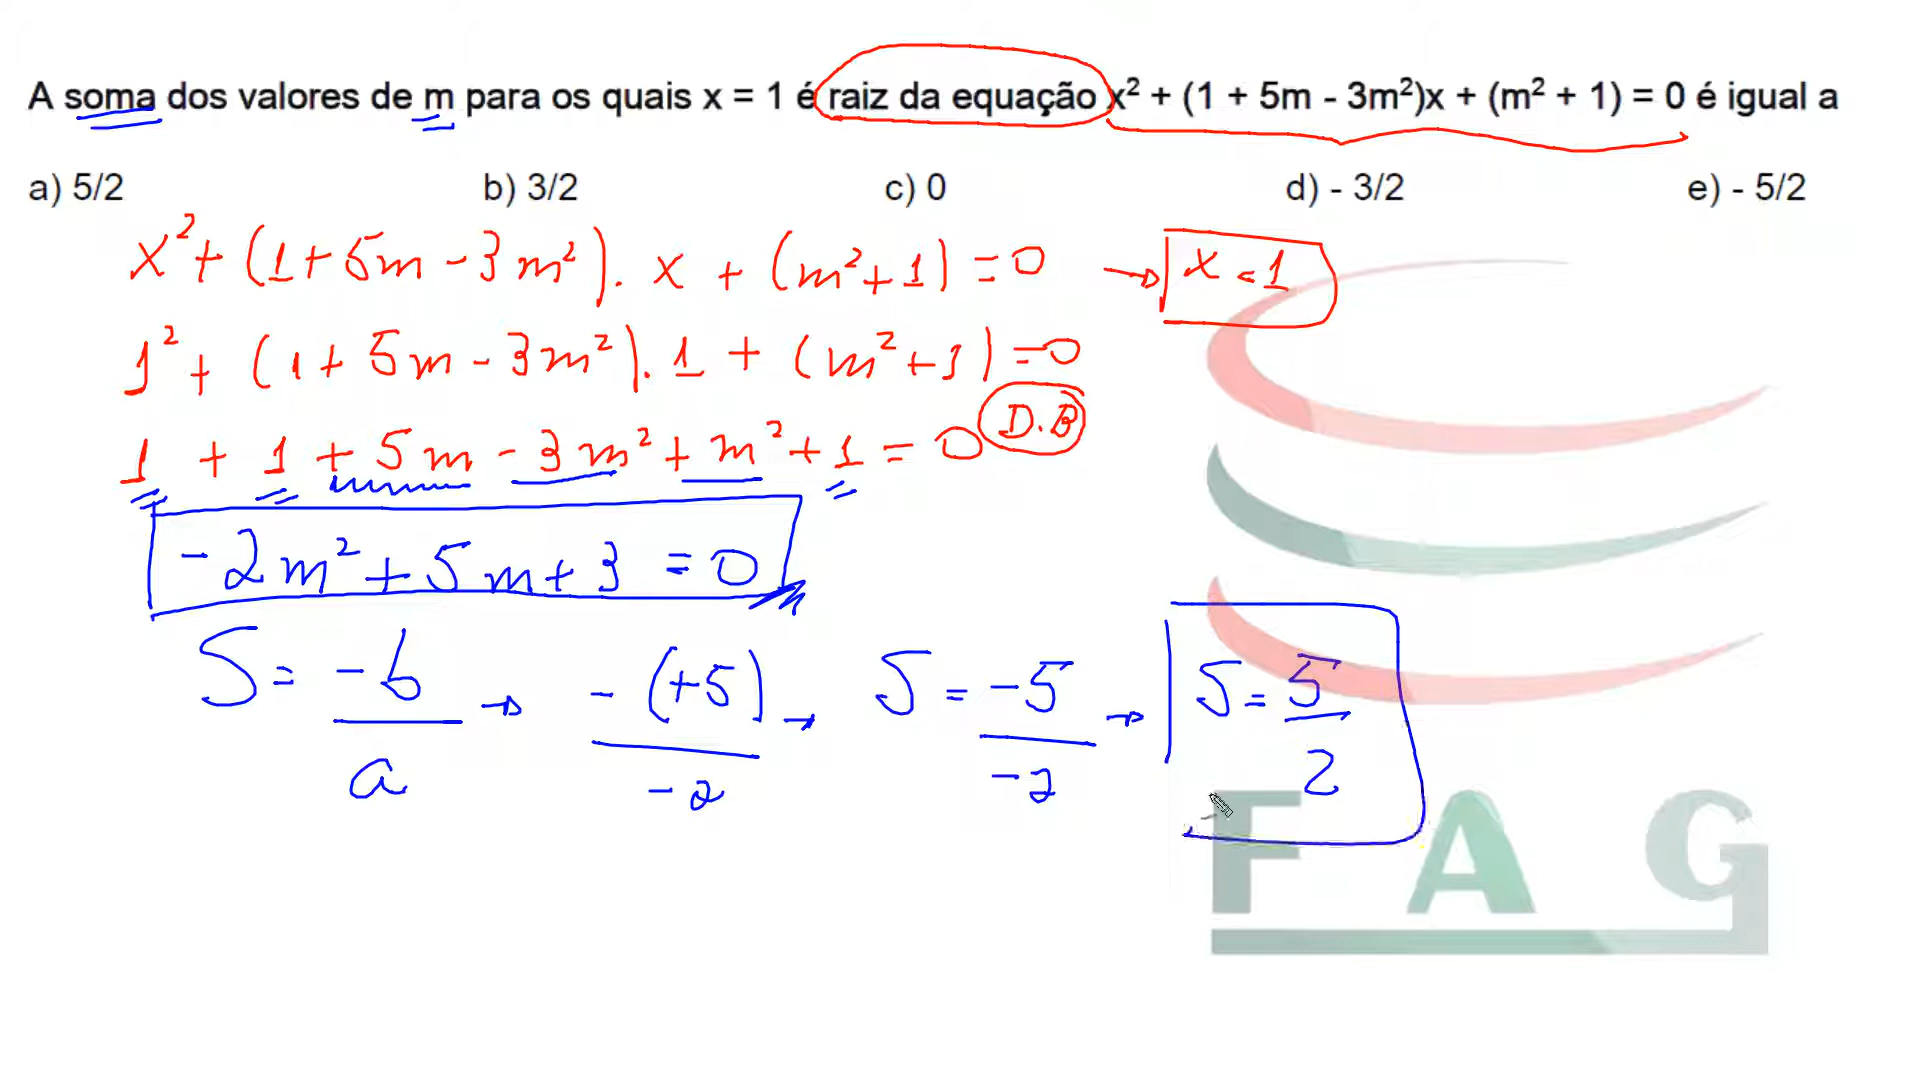 A soma dos valores de m para os quais x = 1 é raiz da equação x² + (1 + 5m - 3m²)x + (m² + 1) = 0 é igual a
a) 5/2 b) 3/2 c) 0 d) - 3/2 e) - 5/2
x² + (1 + 5m - 3m²). x + (m² + 1) = 0 → x = 1
1² + (1 + 5m - 3m²). 1 + (m² + 1) = 0
D.B
1 + 1 + 5m - 3m² + m² + 1 = 0
-2m² + 5m + 3 = 0
S = -b/a → -(+5)/-2 → S = -5/-2 → S = 5/2
F A G